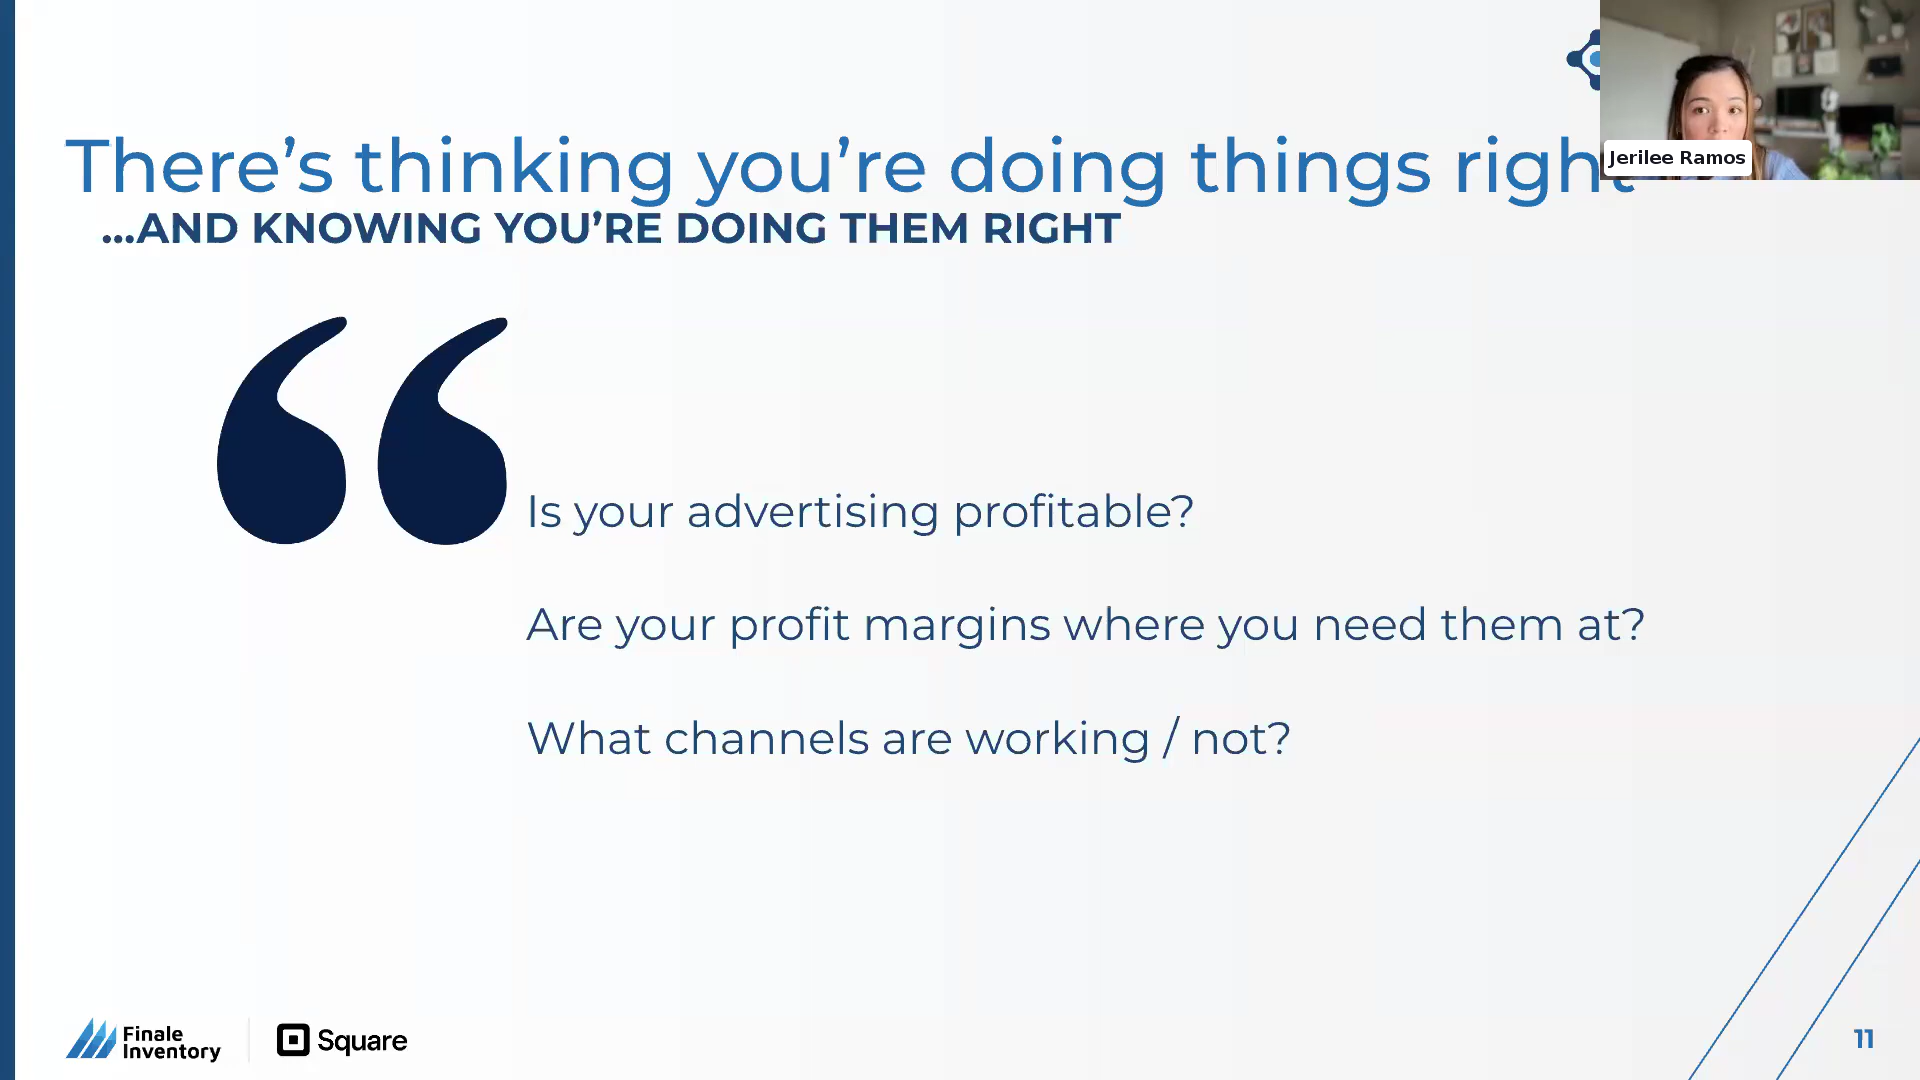 There’s thinking you’re doing things right
...AND KNOWING YOU’RE DOING THEM RIGHT
Jerilee Ramos
Is your advertising profitable?
Are your profit margins where you need them at?
What channels are working / not?
Finale
Inventory
Square
11